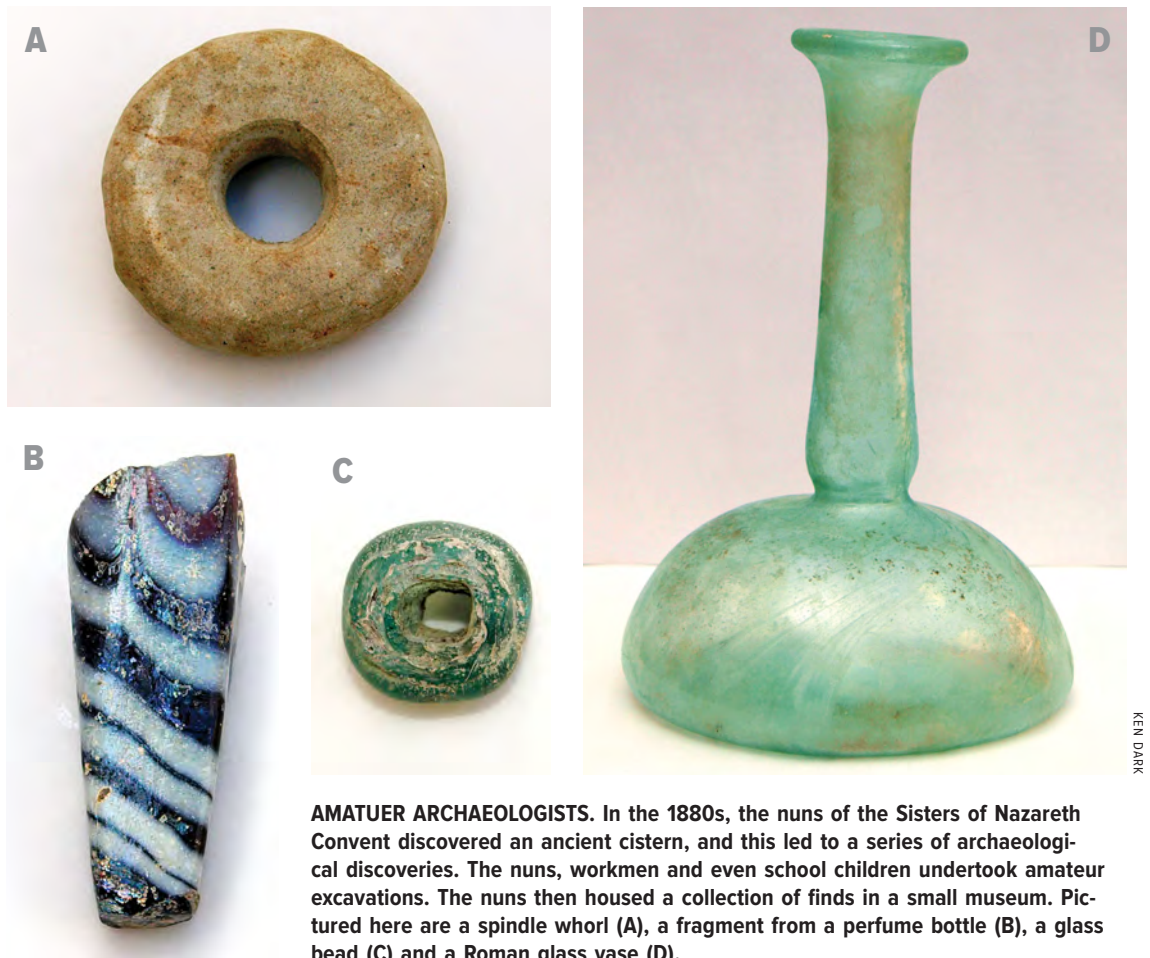 A
D
B
C
KEN DARK
AMATUER ARCHAEOLOGISTS. In the 1880s, the nuns of the Sisters of Nazareth
Convent discovered an ancient cistern, and this led to a series of archaeologi-
cal discoveries. The nuns, workmen and even school children undertook amateur
excavations. The nuns then housed a collection of finds in a small museum. Pic-
tured here are a spindle whorl (A), a fragment from a perfume bottle (B), a glass
bead (C) and a Roman glass vase (D).